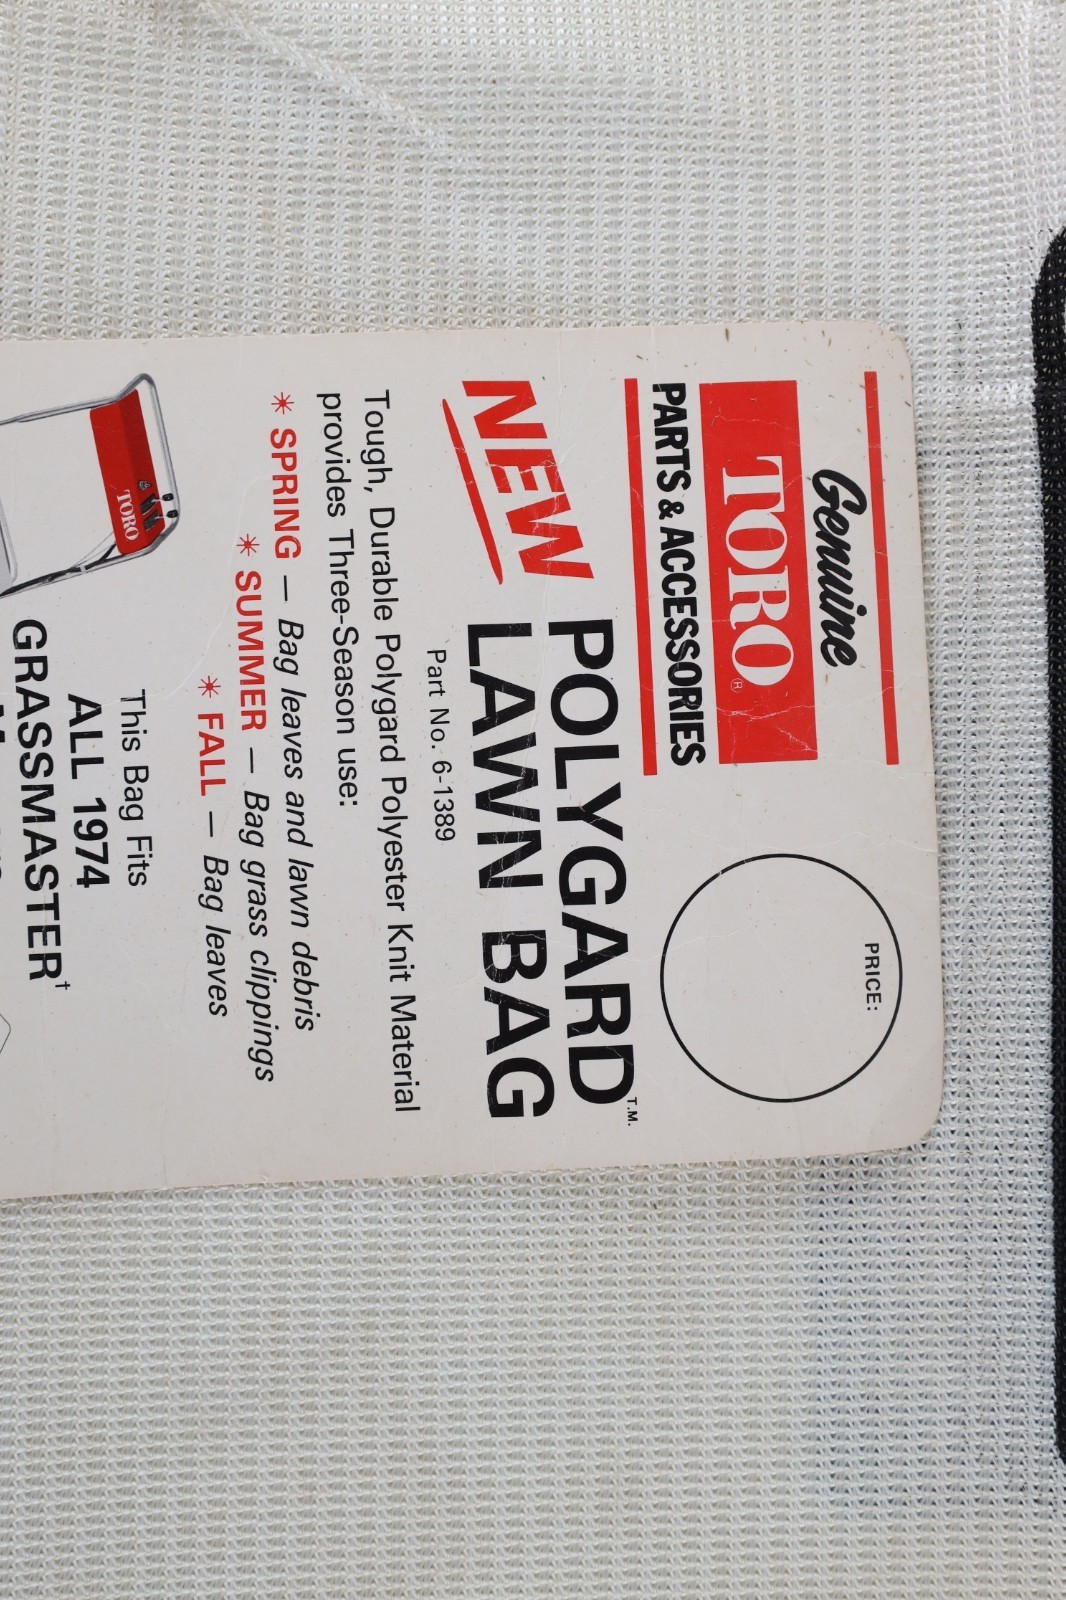 Genuine
TORO®
PARTS & ACCESSORIES
PRICE:
NEW POLYGARD T.M.
LAWN BAG
Part No. 6-1389
Tough, Durable Polygard Polyester Knit Material
provides Three-Season use:
* SPRING — Bag leaves and lawn debris
* SUMMER — Bag grass clippings
* FALL — Bag leaves
This Bag Fits
ALL 1974
GRASSMASTER†
TORO